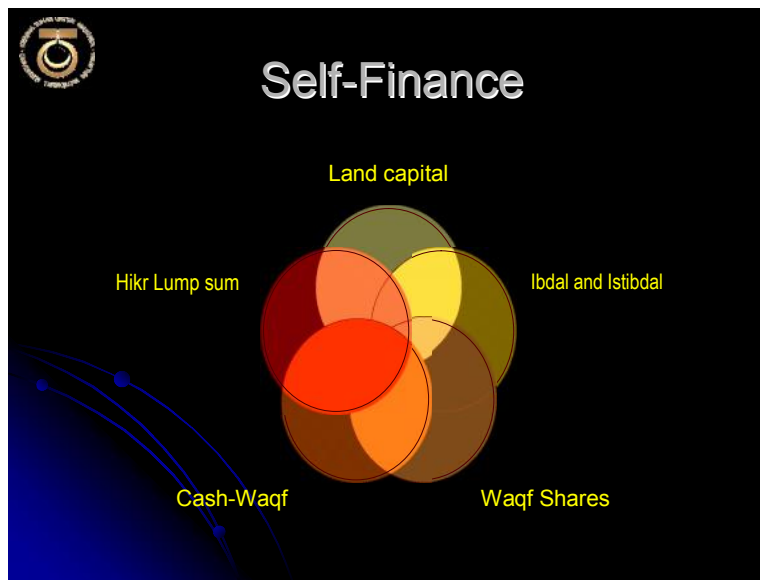 Self-Finance
Land capital
Hikr Lump sum
Ibdal and Istibdal
Cash-Waqf
Waqf Shares